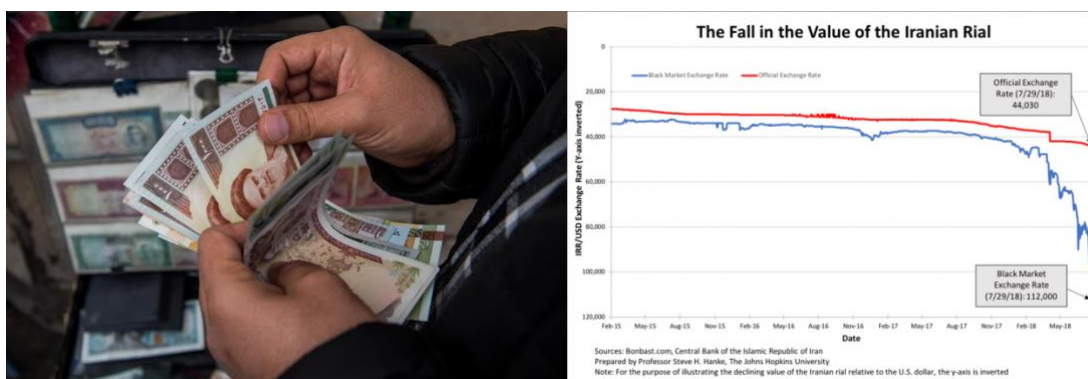 The Fall in the Value of the Iranian Rial
0
20,000
40,000
60,000
80,000
100,000
120,000
IRR/USD Exchange Rate (Y-axis inverted)
Black Market Exchange Rate
Official Exchange Rate
Official Exchange
Rate (7/29/18):
44,030
Black Market
Exchange Rate
(7/29/18): 112,000
Feb-15
May-15
Aug-15
Nov-15
Feb-16
May-16
Aug-16
Nov-16
Feb-17
May-17
Aug-17
Nov-17
Feb-18
May-18
Date
Sources: Bonbast.com, Central Bank of the Islamic Republic of Iran
Prepared by Professor Steve H. Hanke, The Johns Hopkins University
Note: For the purpose of illustrating the declining value of the Iranian rial relative to the U.S. dollar, the y-axis is inverted